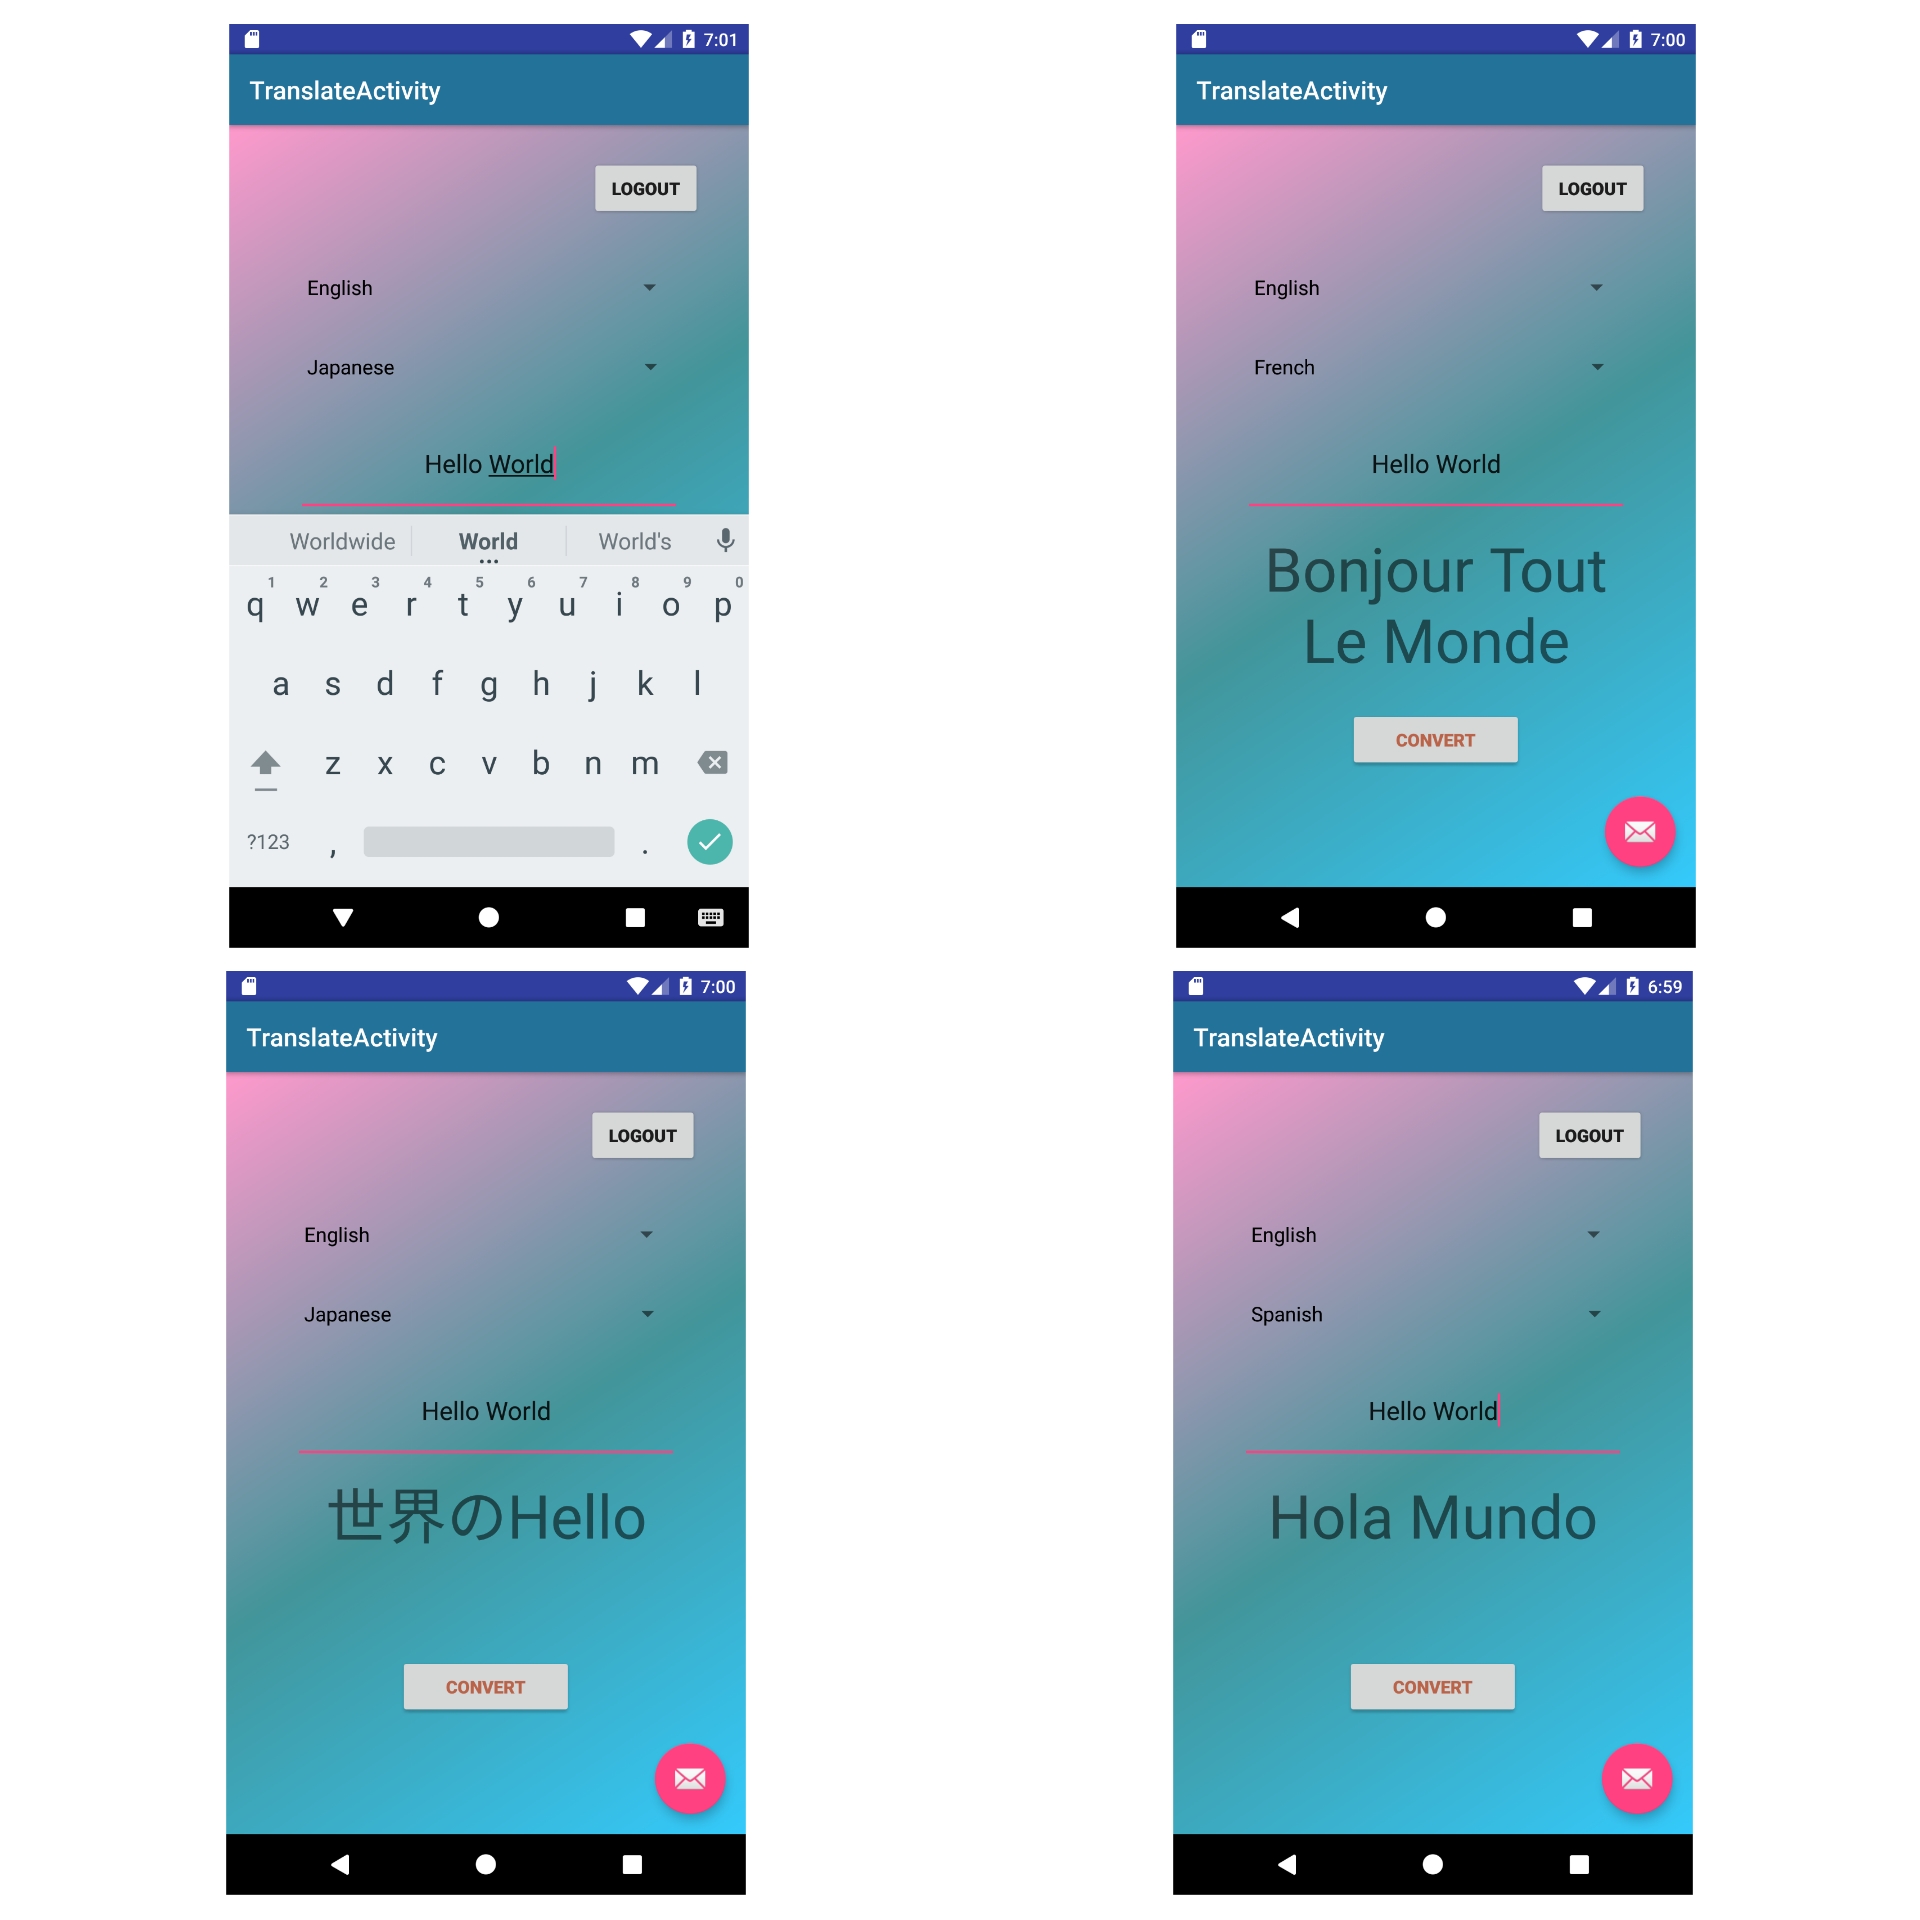 7:01
TranslateActivity
LOGOUT
English
Japanese
Hello World
Worldwide World World's
1 2 3 4 5 6 7 8 9 0
q w e r t y u i o p
a s d f g h j k l
z x c v b n m
?123 , .
7:00
TranslateActivity
LOGOUT
English
French
Hello World
Bonjour Tout
Le Monde
CONVERT
7:00
TranslateActivity
LOGOUT
English
Japanese
Hello World
世界のHello
CONVERT
6:59
TranslateActivity
LOGOUT
English
Spanish
Hello World
Hola Mundo
CONVERT